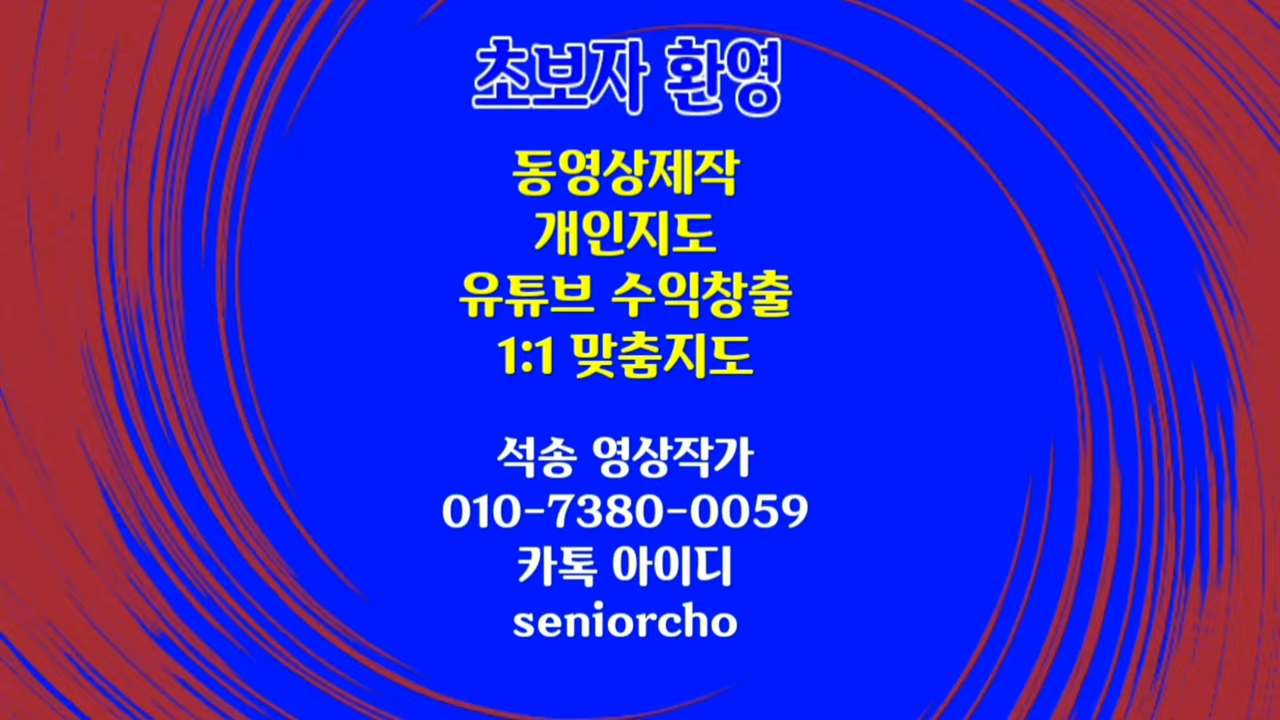 초보자 환영
동영상제작
개인지도
유튜브 수익창출
1:1 맞춤지도
석송 영상작가
010-7380-0059
카톡 아이디
seniorcho